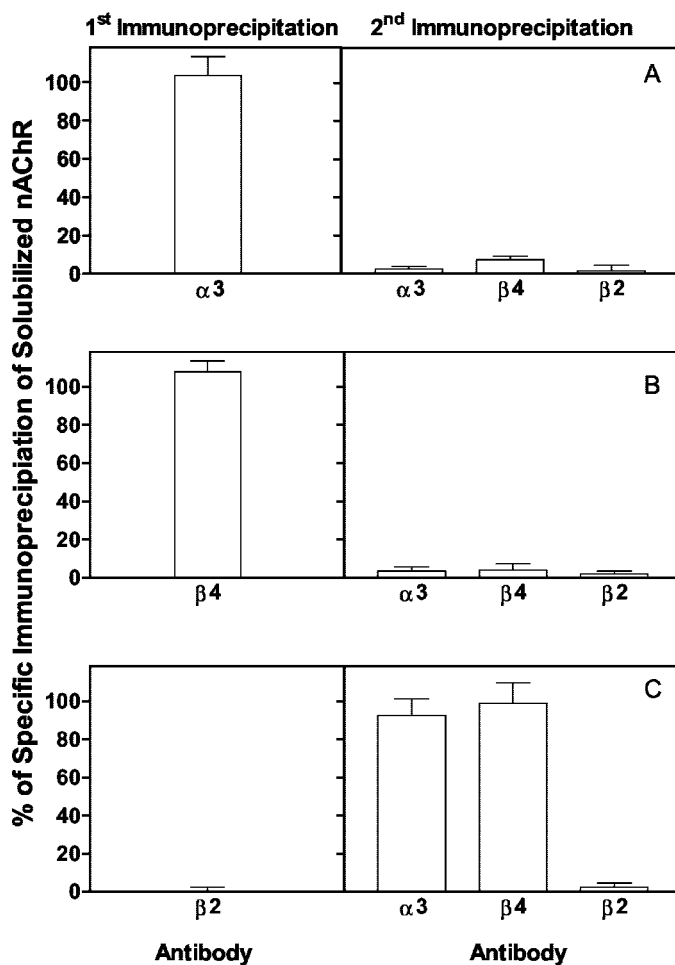 1st Immunoprecipitation 2nd Immunoprecipitation
% of Specific Immunoprecipiation of Solubilized nAChR
A
100
80
60
40
20
0
α3 α3 β4 β2
B
100
80
60
40
20
0
β4 α3 β4 β2
C
100
80
60
40
20
0
β2 α3 β4 β2
Antibody Antibody